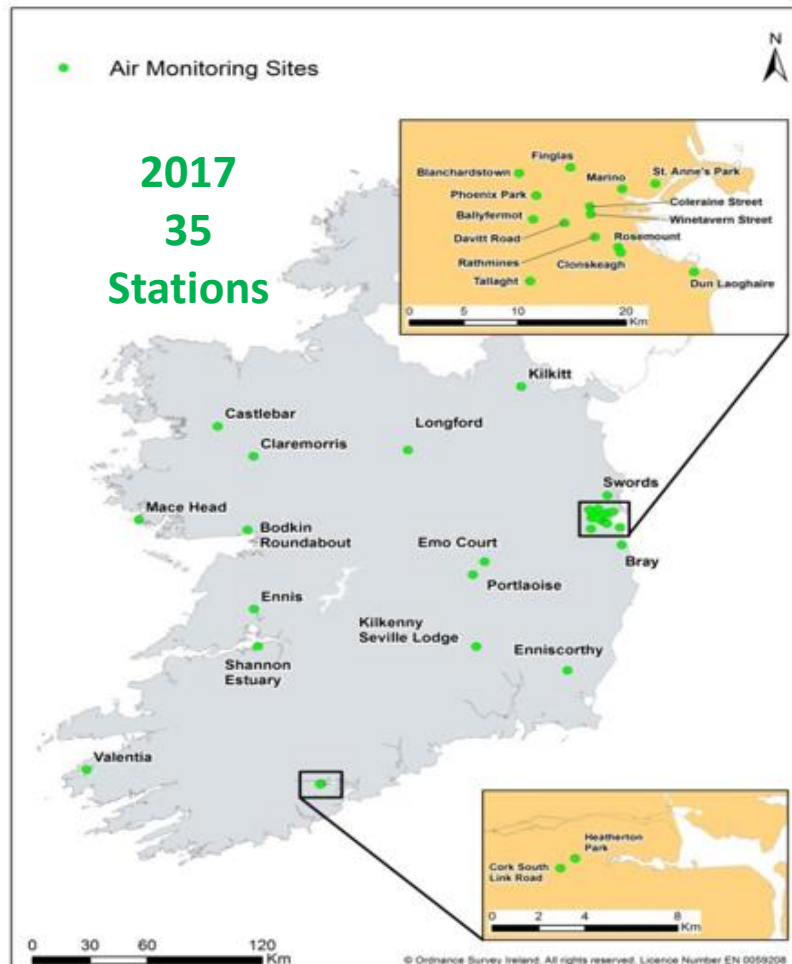 N
Air Monitoring Sites
2017
35
Stations
Finglas
Blanchardstown
Marino
St. Anne's Park
Phoenix Park
Coleraine Street
Ballyfermot
Winetavern Street
Davitt Road
Rosemount
Rathmines
Clonskeagh
Tallaght
Dun Laoghaire
0 5 10 20
Km
Kilkitt
Castlebar
Longford
Claremorris
Swords
Mace Head
Bodkin
Roundabout
Emo Court
Bray
Portlaoise
Ennis
Kilkenny
Seville Lodge
Enniscorthy
Shannon
Estuary
Valentia
Heatherton
Park
Cork South
Link Road
0 2 4 8
Km
0 30 60 120
Km
© Ordnance Survey Ireland. All rights reserved. Licence Number EN 0059208